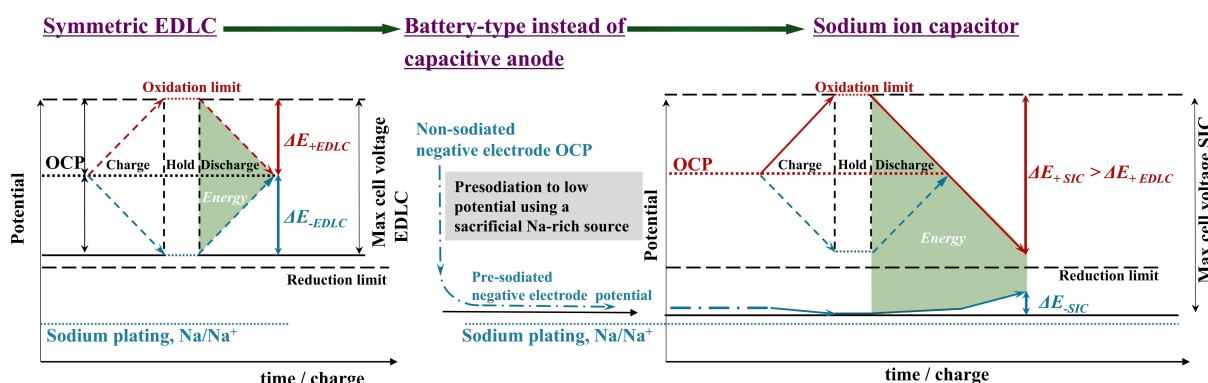 Symmetric EDLC
Battery-type instead of
capacitive anode
Sodium ion capacitor
Potential
Oxidation limit
OCP
Charge
Hold
Discharge
Energy
ΔE+EDLC
ΔE-EDLC
Max cell voltage
EDLC
Reduction limit
Sodium plating, Na/Na+
time / charge
Non-sodiated
negative electrode OCP
Presodiation to low
potential using a
sacrificial Na-rich source
Pre-sodiated
negative electrode potential
Sodium plating, Na/Na+
Potential
Oxidation limit
OCP
Charge
Hold
Discharge
Energy
ΔE+SIC > ΔE+EDLC
Max cell voltage SIC
Reduction limit
ΔE-SIC
time / charge